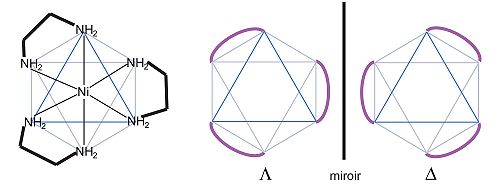 NH₂
NH₂ NH₂
Ni
NH₂ NH₂
NH₂
Λ miroir Δ